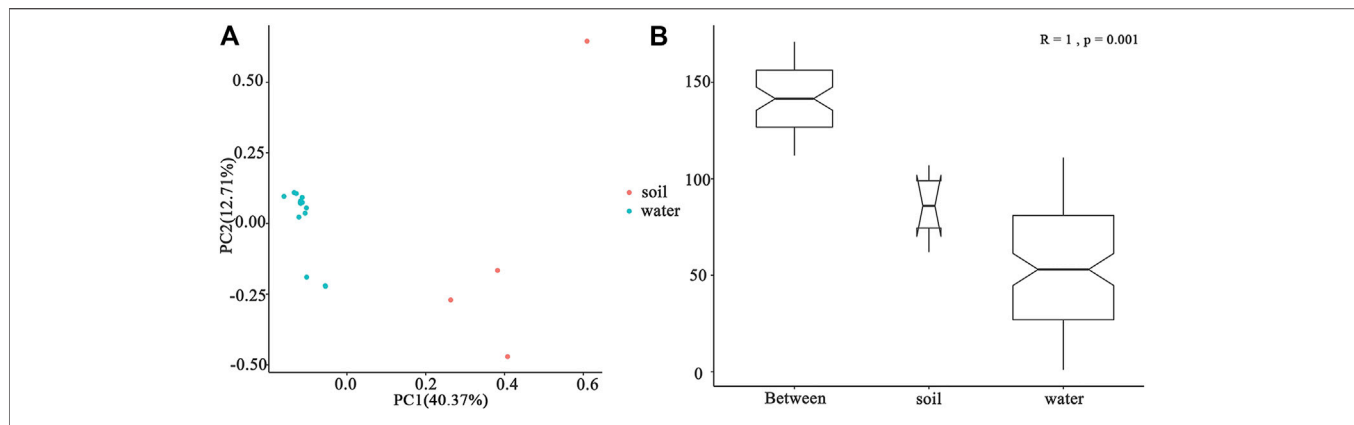 A
0.50
0.25
0.00
-0.25
-0.50
PC2(12.71%)
0.0 0.2 0.4 0.6
PC1(40.37%)
soil
water
B
R = 1 , p = 0.001
150
100
50
0
Between soil water